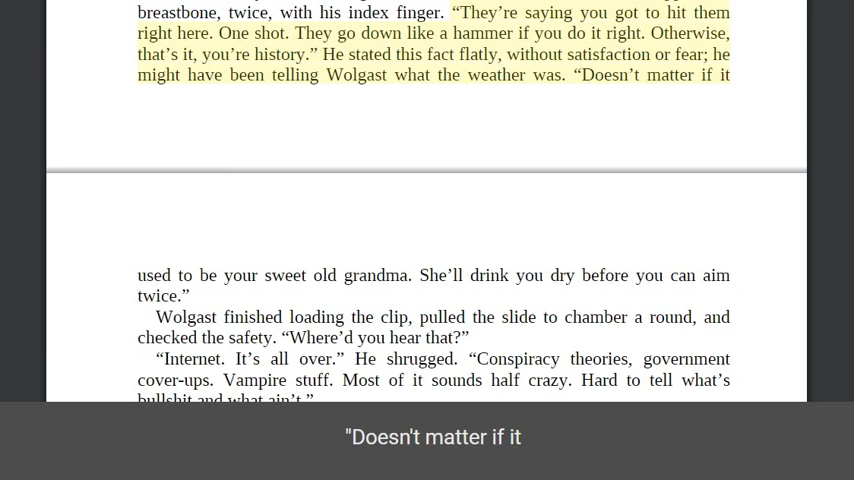 breastbone, twice, with his index finger. “They’re saying you got to hit them
right here. One shot. They go down like a hammer if you do it right. Otherwise,
that’s it, you’re history.” He stated this fact flatly, without satisfaction or fear; he
might have been telling Wolgast what the weather was. “Doesn’t matter if it
used to be your sweet old grandma. She’ll drink you dry before you can aim
twice.”
Wolgast finished loading the clip, pulled the slide to chamber a round, and
checked the safety. “Where’d you hear that?”
“Internet. It’s all over.” He shrugged. “Conspiracy theories, government
cover-ups. Vampire stuff. Most of it sounds half crazy. Hard to tell what’s
bullshit and what ain’t.”
"Doesn't matter if it